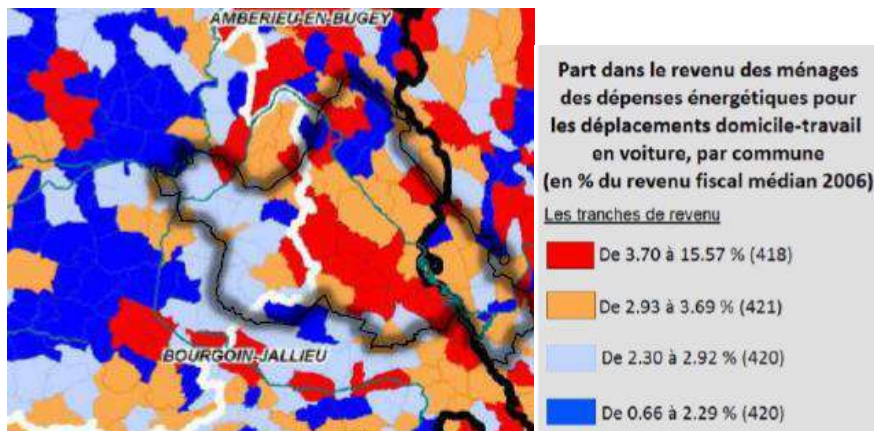 AMBERIEU-EN-BUGEY
BOURGOIN-JALLIEU
Part dans le revenu des ménages
des dépenses énergétiques pour
les déplacements domicile-travail
en voiture, par commune
(en % du revenu fiscal médian 2006)
Les tranches de revenu
De 3.70 à 15.57 % (418)
De 2.93 à 3.69 % (421)
De 2.30 à 2.92 % (420)
De 0.66 à 2.29 % (420)